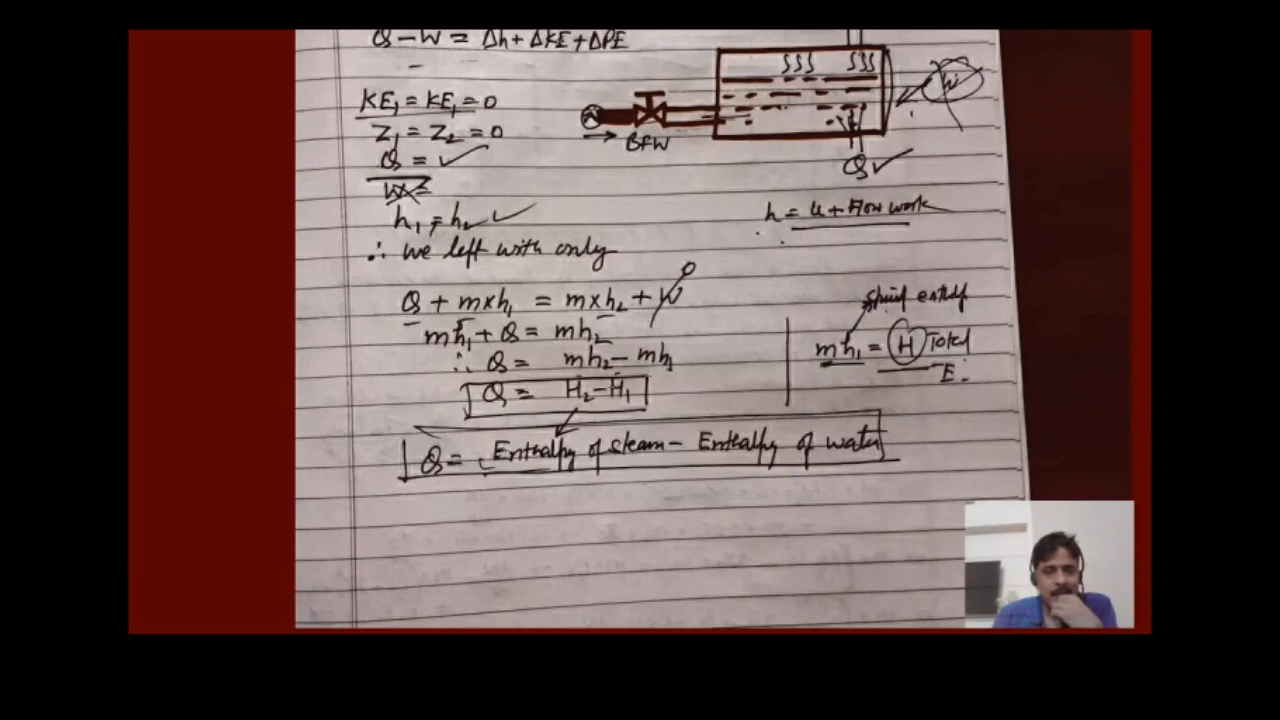 Q - W = Δh + ΔKE + ΔPE
KE₁ = KE₁ = 0
Z₁ = Z₂ = 0
Q =
h₁ = h₂
∴ we left with only
Q + m×h₁ = m×h₂ + W 0
mh₁ + Q = mh₂
∴ Q = mh₂ - mh₁
Q = H₂ - H₁
Q = Enthalpy of steam - Enthalpy of water
BFW
Q
h = u + Flow work
mh₁ = H Total
E.